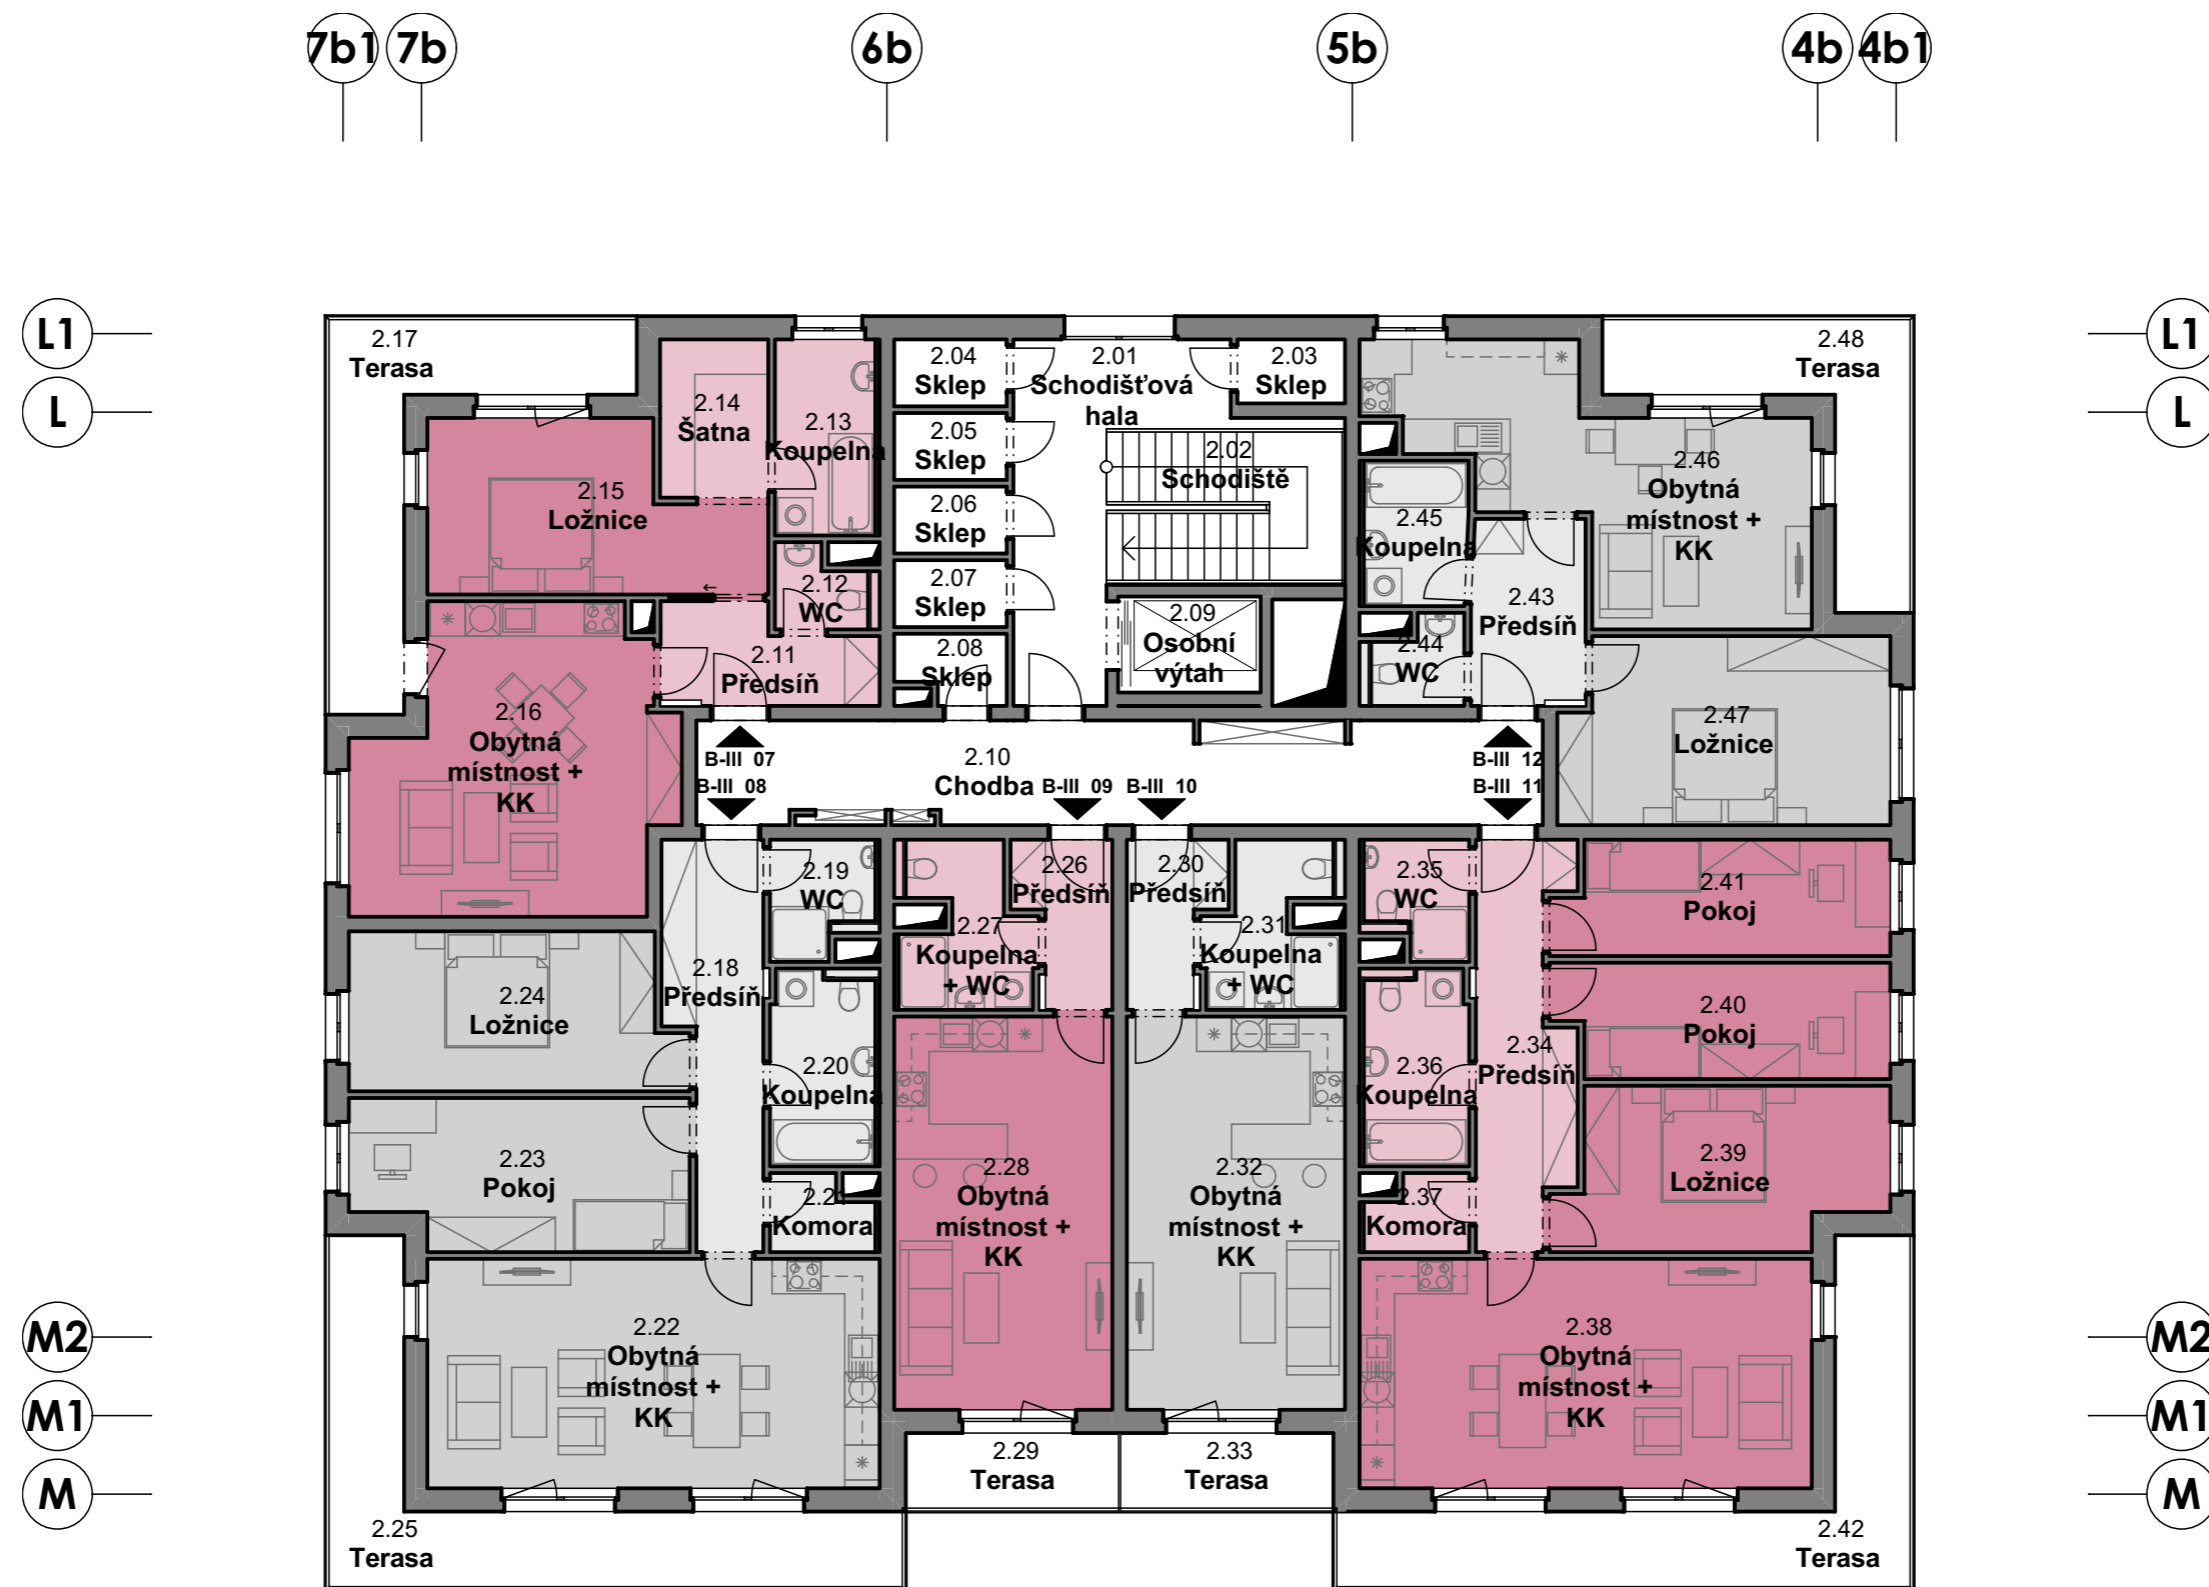 7b1
7b
6b
5b
4b
4b1
L1
L1
L
L
2.17
Terasa
2.14
Šatna
2.13
Koupelna
2.04
Sklep
2.01
Schodišťová
hala
2.03
Sklep
2.48
Terasa
2.05
Sklep
2.02
Schodiště
2.15
Ložnice
2.06
Sklep
2.45
Koupelna
2.46
Obytná
místnost +
KK
2.12
WC
2.07
Sklep
2.09
Osobní
výtah
2.43
Předsíň
2.11
Předsíň
2.08
Sklep
2.44
WC
2.16
Obytná
místnost +
KK
2.47
Ložnice
B-III 07
B-III 08
2.10
Chodba
B-III 09
B-III 10
B-III 12
B-III 11
2.19
WC
2.26
Předsíň
2.30
Předsíň
2.35
WC
2.41
Pokoj
2.27
Koupelna
+ WC
2.31
Koupelna
+ WC
2.18
Předsíň
2.24
Ložnice
2.40
Pokoj
2.20
Koupelna
2.36
Koupelna
2.34
Předsíň
2.23
Pokoj
2.28
Obytná
místnost +
KK
2.32
Obytná
místnost +
KK
2.39
Ložnice
2.21
Komora
2.37
Komora
M2
M2
2.22
Obytná
místnost +
KK
2.38
Obytná
místnost +
KK
M1
M1
2.29
Terasa
2.33
Terasa
M
M
2.25
Terasa
2.42
Terasa